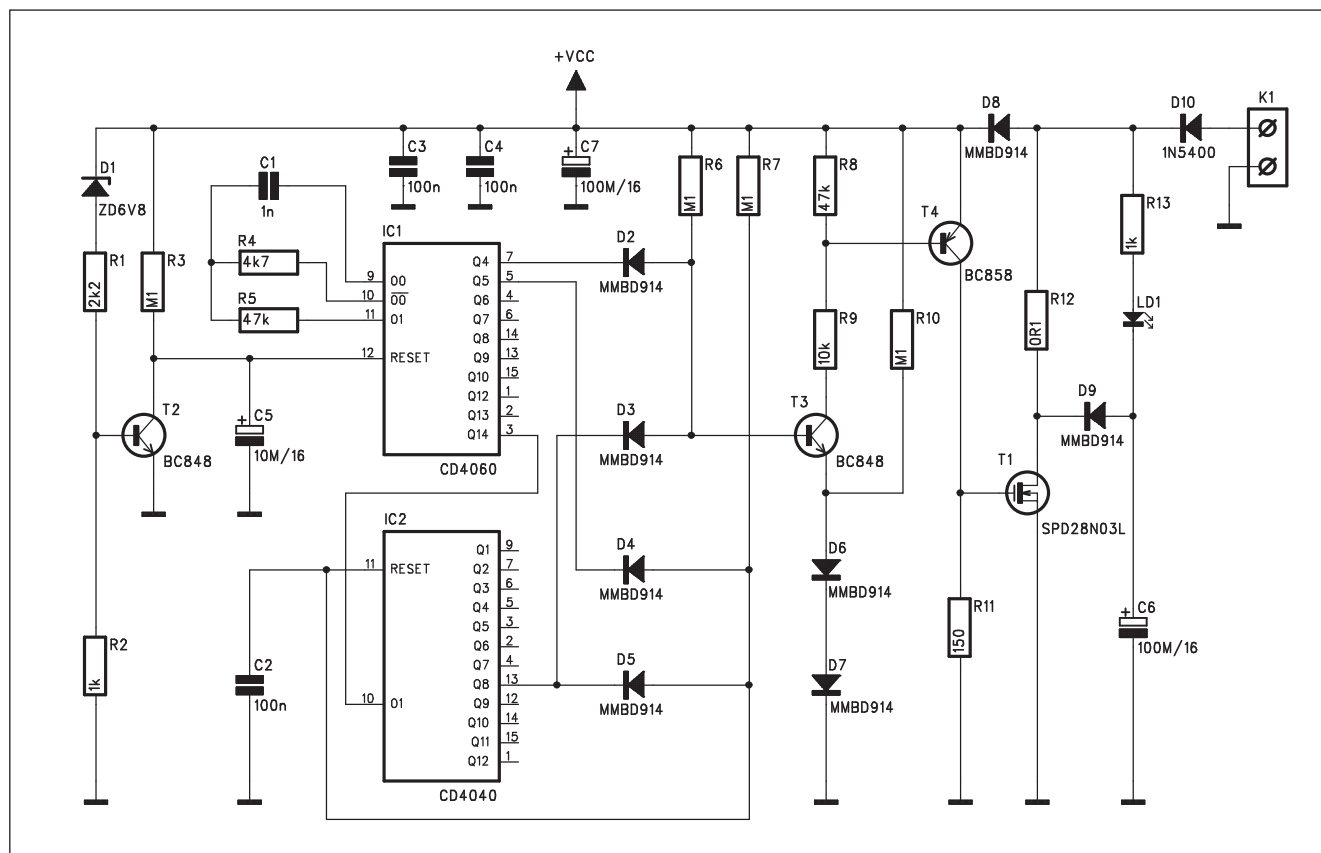 +VCC
D1
ZD6V8
R1
2k2
R2
1k
R3
M1
T2
BC848
C1
1n
R4
4k7
R5
47k
C5
10M/16
C2
100n
C3
100n
C4
100n
C7
100M/16
IC1
9 O0
10 O0
11 O1
12 RESET
Q4 7
Q5 5
Q6 4
Q7 6
Q8 14
Q9 13
Q10 15
Q12 1
Q13 2
Q14 3
CD4060
IC2
11 RESET
10 O1
Q1 9
Q2 7
Q3 6
Q4 5
Q5 3
Q6 2
Q7 4
Q8 13
Q9 12
Q10 14
Q11 15
Q12 1
CD4040
D2
MMBD914
D3
MMBD914
D4
MMBD914
D5
MMBD914
R6
M1
R7
M1
R8
47k
R9
10k
R10
M1
T3
BC848
D6
MMBD914
D7
MMBD914
T4
BC858
R11
150
D8
MMBD914
R12
0R1
D9
MMBD914
T1
SPD28N03L
D10
1N5400
K1
R13
1k
LD1
C6
100M/16
+
+
+